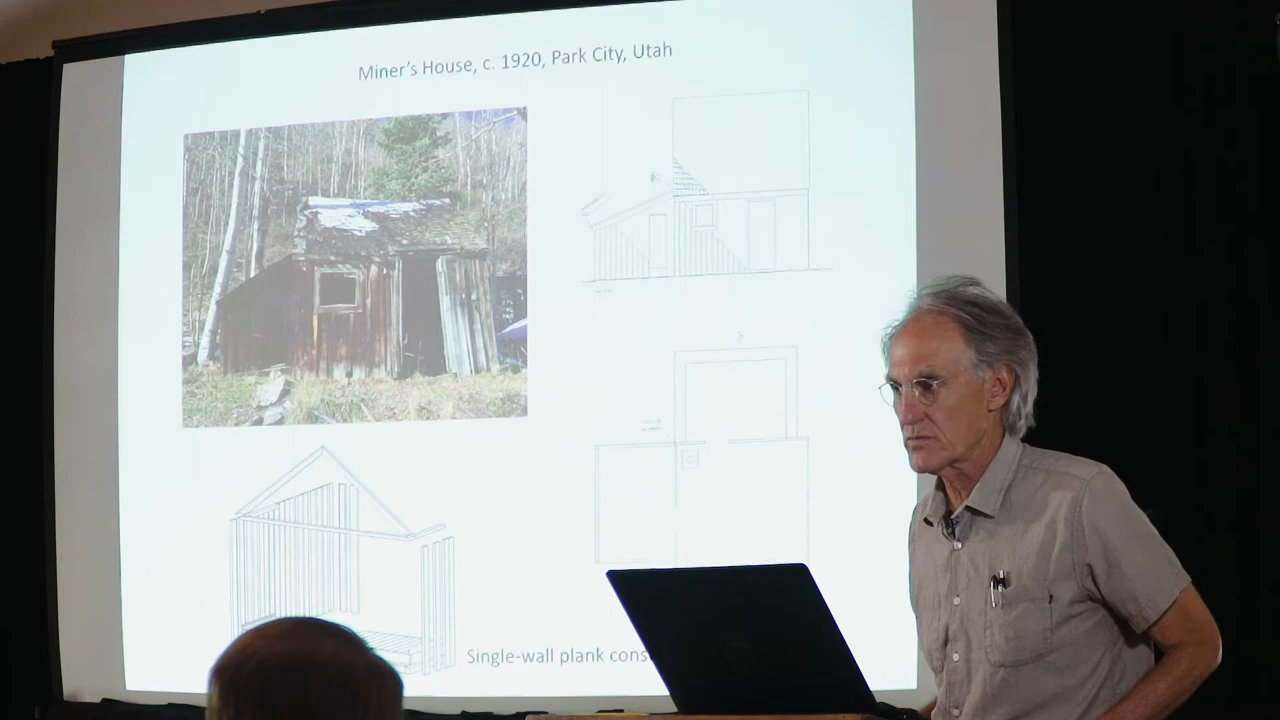 Miner's House, c. 1920, Park City, Utah
Single-wall plank cons